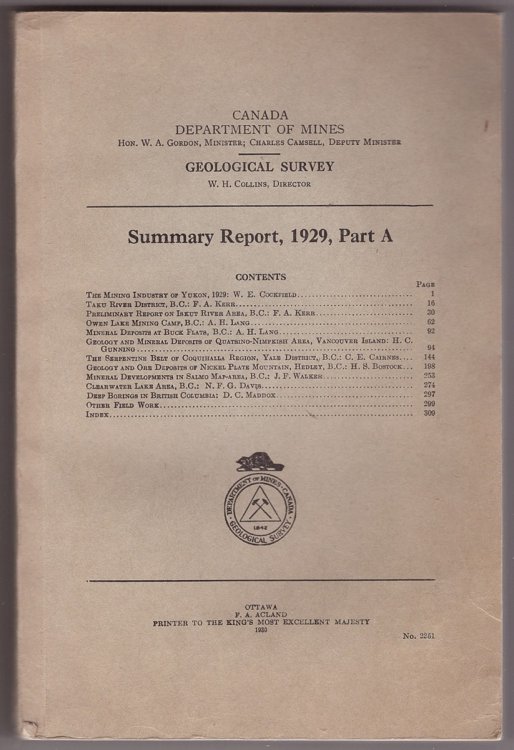 CANADA
DEPARTMENT OF MINES
HON. W. A. GORDON, MINISTER; CHARLES CAMSELL, DEPUTY MINISTER
GEOLOGICAL SURVEY
W. H. COLLINS, DIRECTOR
Summary Report, 1929, Part A
CONTENTS
PAGE
THE MINING INDUSTRY OF YUKON, 1929: W. E. COCKFIELD 1
TAKU RIVER DISTRICT, B.C.: F. A. KERR 16
PRELIMINARY REPORT ON ISKUT RIVER AREA, B.C.: F. A. KERR 30
OWEN LAKE MINING CAMP, B.C.: A. H. LANG 62
MINERAL DEPOSITS AT BUCK FLATS, B.C.: A. H. LANG 92
GEOLOGY AND MINERAL DEPOSITS OF QUATSINO-NIMPKISH AREA, VANCOUVER ISLAND: H. C.
GUNNING 94
THE SERPENTINE BELT OF COQUIHALLA REGION, YALE DISTRICT, B.C.: C. E. CAIRNES 144
GEOLOGY AND ORE DEPOSITS OF NICKEL PLATE MOUNTAIN, HEDLEY, B.C.: H. S. BOSTOCK 198
MINERAL DEVELOPMENTS IN SALMO MAP-AREA, B.C.: J. F. WALKER 253
CLEARWATER LAKE AREA, B.C.: N. F. G. DAVIS 274
DEEP BORINGS IN BRITISH COLUMBIA: D. C. MADDOX 297
OTHER FIELD WORK 299
INDEX 309
DEPARTMENT OF MINES-CANADA
1842
GEOLOGICAL SURVEY
OTTAWA
F. A. ACLAND
PRINTER TO THE KING'S MOST EXCELLENT MAJESTY
1930
No. 2251